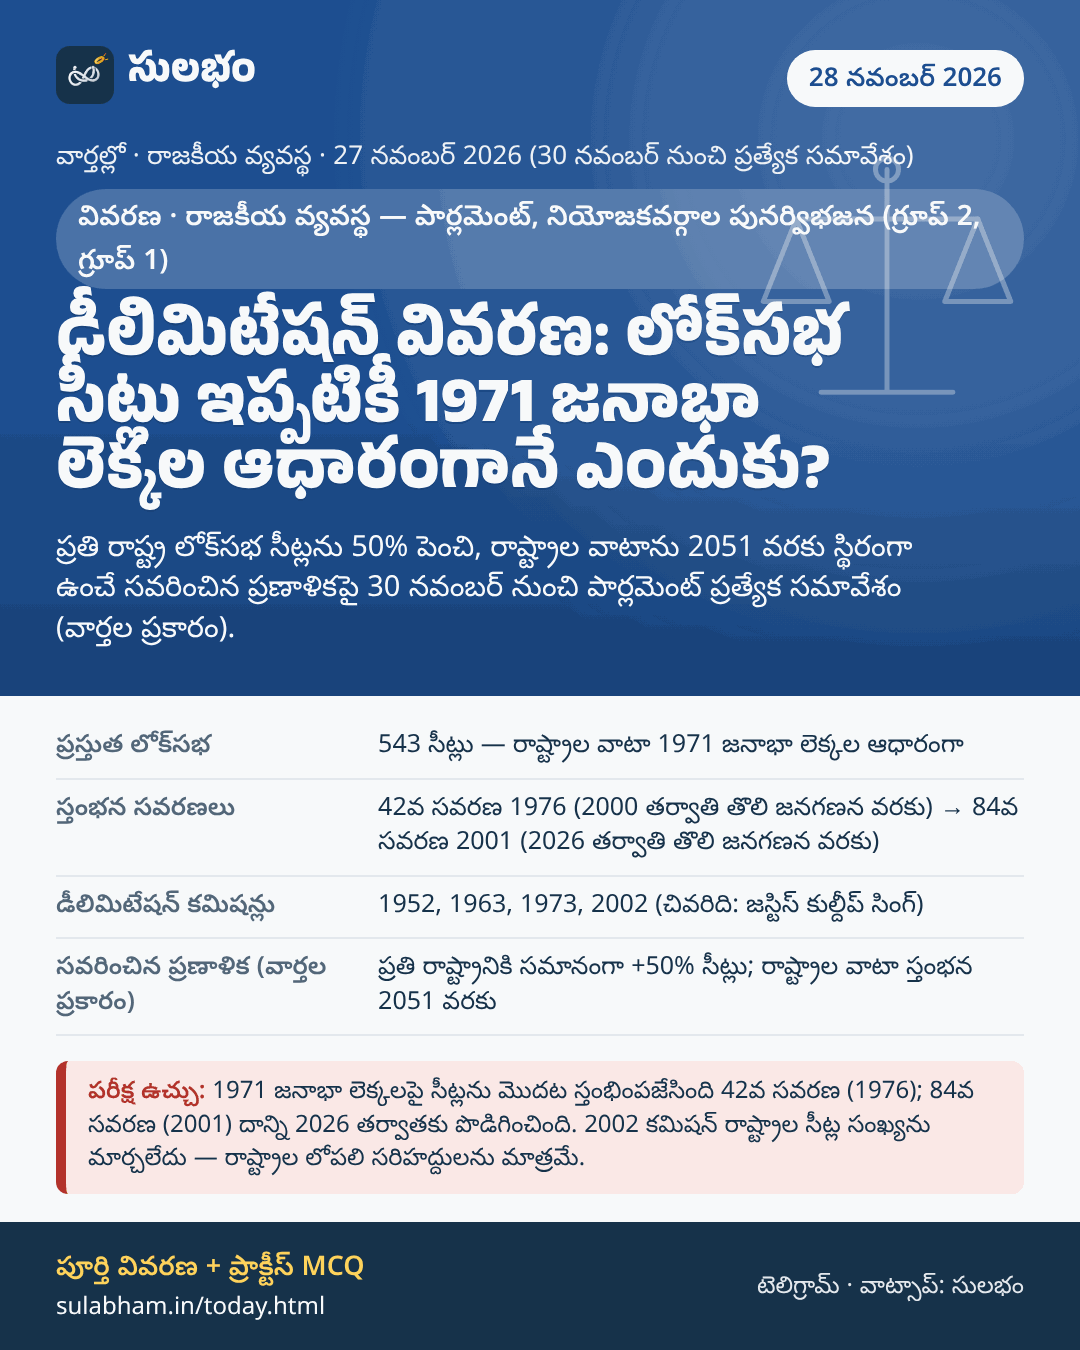 సులభం
28 నవంబర్ 2026
వార్తల్లో · రాజకీయ వ్యవస్థ · 27 నవంబర్ 2026 (30 నవంబర్ నుంచి ప్రత్యేక సమావేశం)
వివరణ · రాజకీయ వ్యవస్థ — పార్లమెంట్, నియోజకవర్గాల పునర్విభజన (గ్రూప్ 2,
గ్రూప్ 1)
డీలిమిటేషన్ వివరణ: లోక్‌సభ
సీట్లు ఇప్పటికీ 1971 జనాభా
లెక్కల ఆధారంగానే ఎందుకు?
ప్రతి రాష్ట్ర లోక్‌సభ సీట్లను 50% పెంచి, రాష్ట్రాల వాటాను 2051 వరకు స్థిరంగా
ఉంచే సవరించిన ప్రణాళికపై 30 నవంబర్ నుంచి పార్లమెంట్ ప్రత్యేక సమావేశం
(వార్తల ప్రకారం).
ప్రస్తుత లోక్‌సభ
543 సీట్లు — రాష్ట్రాల వాటా 1971 జనాభా లెక్కల ఆధారంగా
స్తంభన సవరణలు
42వ సవరణ 1976 (2000 తర్వాతి తొలి జనగణన వరకు) → 84వ
సవరణ 2001 (2026 తర్వాతి తొలి జనగణన వరకు)
డీలిమిటేషన్ కమిషన్లు
1952, 1963, 1973, 2002 (చివరిది: జస్టిస్ కుల్దీప్ సింగ్)
సవరించిన ప్రణాళిక (వార్తల
ప్రకారం)
ప్రతి రాష్ట్రానికి సమానంగా +50% సీట్లు; రాష్ట్రాల వాటా స్తంభన
2051 వరకు
పరీక్ష ఉచ్చు: 1971 జనాభా లెక్కలపై సీట్లను మొదట స్తంభింపజేసింది 42వ సవరణ (1976); 84వ
సవరణ (2001) దాన్ని 2026 తర్వాతకు పొడిగించింది. 2002 కమిషన్ రాష్ట్రాల సీట్ల సంఖ్యను
మార్చలేదు — రాష్ట్రాల లోపలి సరిహద్దులను మాత్రమే.
పూర్తి వివరణ + ప్రాక్టీస్ MCQ
sulabham.in/today.html
టెలిగ్రామ్ · వాట్సాప్: సులభం